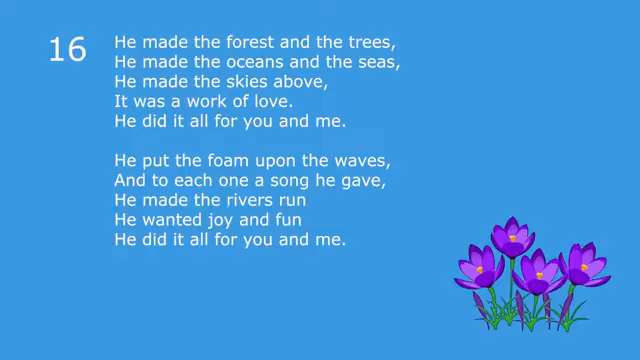 16
He made the forest and the trees,
He made the oceans and the seas,
He made the skies above,
It was a work of love.
He did it all for you and me.
He put the foam upon the waves,
And to each one a song he gave,
He made the rivers run
He wanted joy and fun
He did it all for you and me.